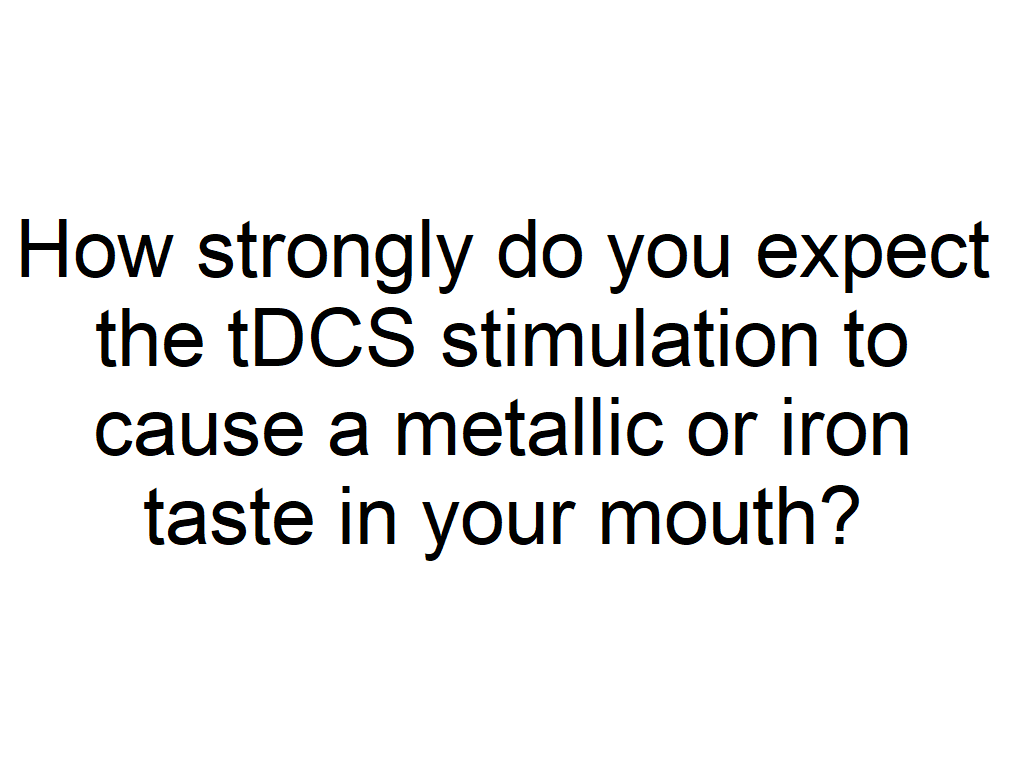 How strongly do you expect
the tDCS stimulation to
cause a metallic or iron
taste in your mouth?